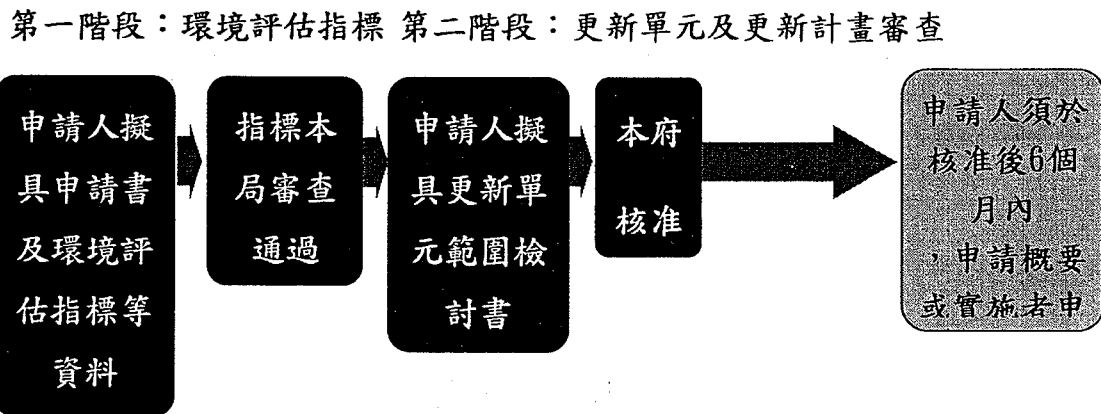 第一階段：環境評估指標 第二階段：更新單元及更新計畫審查
申請人擬
具申請書
及環境評
估指標等
資料
指標本
局審查
通過
申請人擬
具更新單
元範圍檢
討書
本府
核准
申請人須於
核准後6個
月內
，申請概要
或實施者申